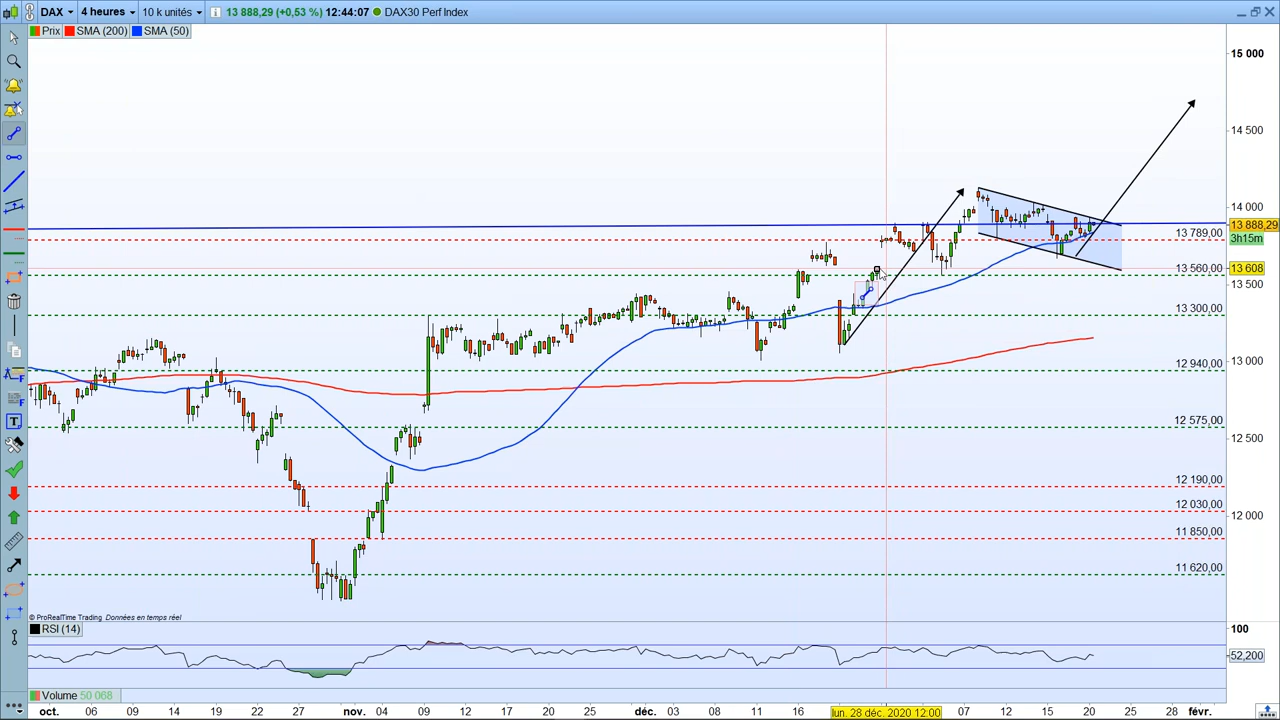 DAX 4 heures 10 k unités 13 888,29 (+0,53 %) 12:44:07 DAX30 Perf Index
Prix SMA (200) SMA (50)
15 000
14 500
14 000
13 888,29
13 789,00
3h15m
13 560,00
13 608
13 500
13 300,00
13 000
12 940,00
12 575,00
12 500
12 190,00
12 030,00
12 000
11 850,00
11 620,00
© ProRealTime Trading Données en temps réel
RSI (14)
100
52,200
Volume 50 068
oct. 06 09 14 19 22 27 nov. 04 09 12 17 20 25 déc. 03 08 11 16 lun. 28 déc. 2020 12:00 07 12 15 20 25 28 févr.